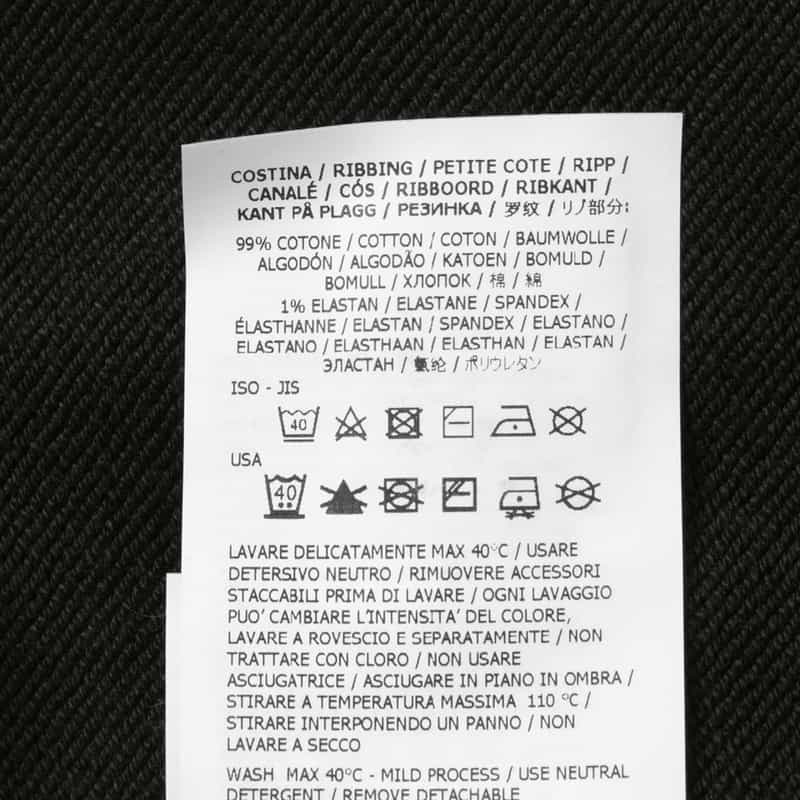 COSTINA / RIBBING / PETITE COTE / RIPP /
CANALÉ / CÓS / RIBBOORD / RIBKANT /
KANT PÅ PLAGG / РЕЗИНКА / 罗纹 / リノ部分:
99% COTONE / COTTON / COTON / BAUMWOLLE /
ALGODÓN / ALGODÃO / KATOEN / BOMULD /
BOMULL / ХЛОПОК / 棉 / 綿
1% ELASTAN / ELASTANE / SPANDEX /
ÉLASTHANNE / ELASTAN / SPANDEX / ELASTANO /
ELASTANO / ELASTHAAN / ELASTHAN / ELASTAN /
ЭЛАСТАН / 氨纶 / ポリウレタン
ISO - JIS
40
USA
40
LAVARE DELICATAMENTE MAX 40°C / USARE
DETERSIVO NEUTRO / RIMUOVERE ACCESSORI
STACCABILI PRIMA DI LAVARE / OGNI LAVAGGIO
PUO' CAMBIARE L'INTENSITA' DEL COLORE,
LAVARE A ROVESCIO E SEPARATAMENTE / NON
TRATTARE CON CLORO / NON USARE
ASCIUGATRICE / ASCIUGARE IN PIANO IN OMBRA /
STIRARE A TEMPERATURA MASSIMA 110 °C /
STIRARE INTERPONENDO UN PANNO / NON
LAVARE A SECCO
WASH MAX 40°C - MILD PROCESS / USE NEUTRAL
DETERGENT / REMOVE DETACHABLE